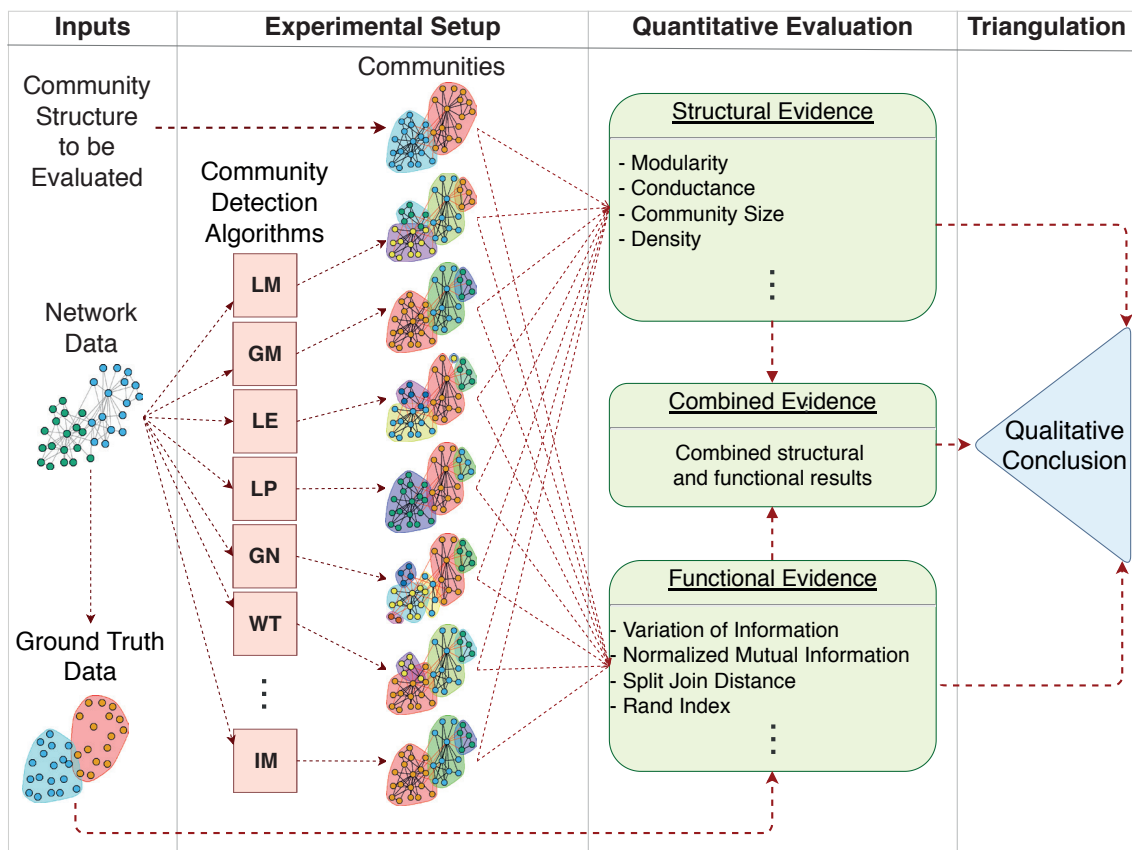 Inputs
Experimental Setup
Quantitative Evaluation
Triangulation
Community
Structure
to be
Evaluated
Network
Data
Ground Truth
Data
Communities
Community
Detection
Algorithms
LM
GM
LE
LP
GN
WT
⋮
IM
Structural Evidence
- Modularity
- Conductance
- Community Size
- Density
⋮
Combined Evidence
Combined structural
and functional results
Functional Evidence
- Variation of Information
- Normalized Mutual Information
- Split Join Distance
- Rand Index
⋮
Qualitative
Conclusion